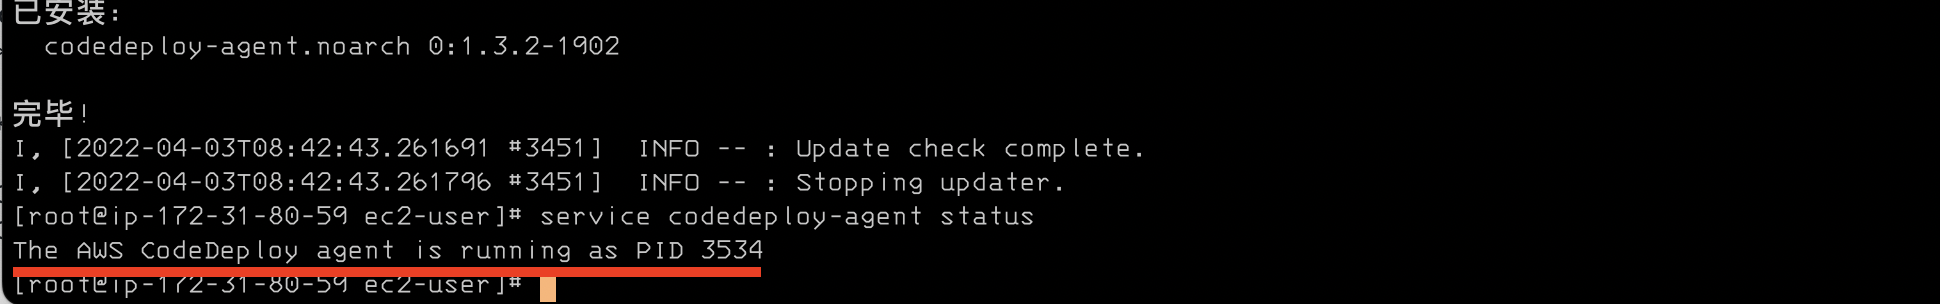 已安装:
codedeploy-agent.noarch 0:1.3.2-1902
完毕!
I, [2022-04-03T08:42:43.261691 #3451]  INFO -- : Update check complete.
I, [2022-04-03T08:42:43.261796 #3451]  INFO -- : Stopping updater.
[root@ip-172-31-80-59 ec2-user]# service codedeploy-agent status
The AWS CodeDeploy agent is running as PID 3534
[root@ip-172-31-80-59 ec2-user]#